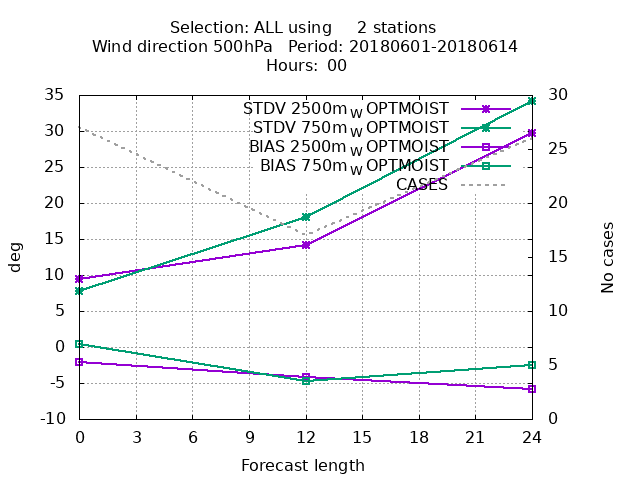 Selection: ALL using 2 stations
Wind direction 500hPa Period: 20180601-20180614
Hours: 00
35
30
25
20
15
10
5
0
-5
-10
deg
STDV 2500m_W OPTMOIST
STDV 750m_W OPTMOIST
BIAS 2500m_W OPTMOIST
BIAS 750m_W OPTMOIST
CASES
30
25
20
15
10
5
0
No cases
0 3 6 9 12 15 18 21 24
Forecast length